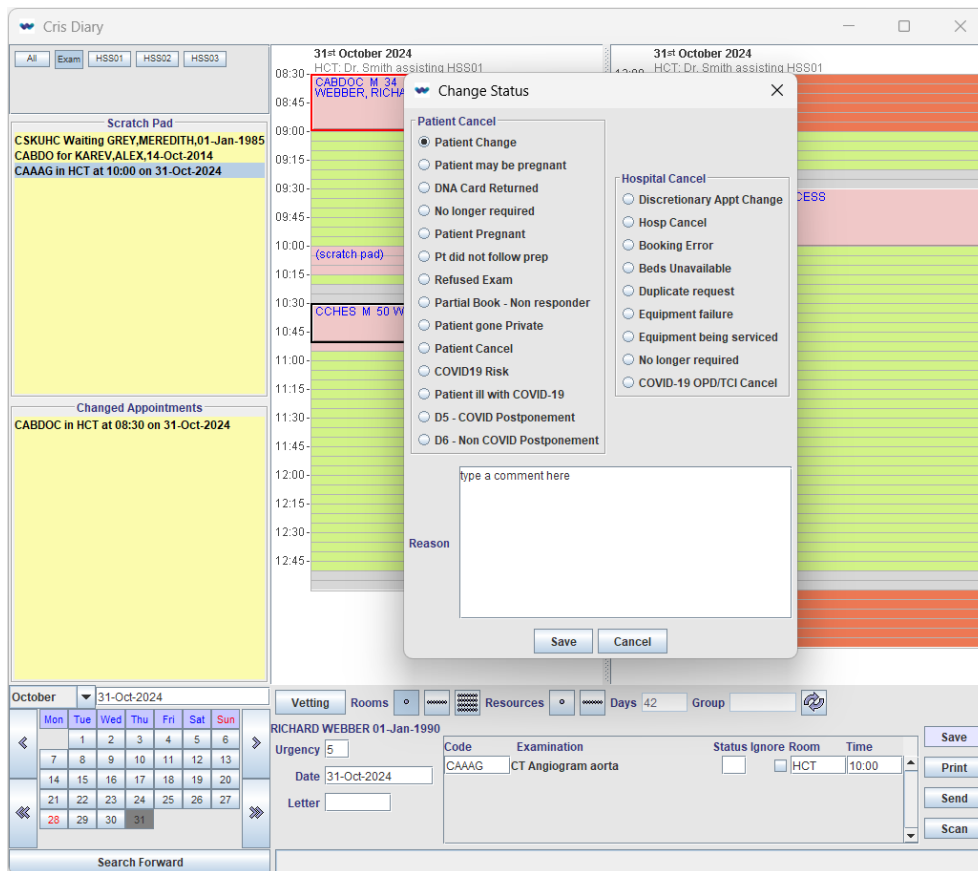 Cris Diary
All Exam HSS01 HSS02 HSS03
Scratch Pad
CSKUHC Waiting GREY,MEREDITH,01-Jan-1985
CABDO for KAREV,ALEX,14-Oct-2014
CAAAG in HCT at 10:00 on 31-Oct-2024
Changed Appointments
CABDOC in HCT at 08:30 on 31-Oct-2024
31st October 2024
HCT: Dr. Smith assisting HSS01
08:30
CABDOC M 34
WEBBER, RICHA
08:45
09:00
09:15
09:30
09:45
10:00
(scratch pad)
10:15
10:30
CCHES M 50 W
10:45
11:00
11:15
11:30
11:45
12:00
12:15
12:30
12:45
31st October 2024
HCT: Dr. Smith assisting HSS01
CESS
Change Status
Patient Cancel
Patient Change
Patient may be pregnant
DNA Card Returned
No longer required
Patient Pregnant
Pt did not follow prep
Refused Exam
Partial Book - Non responder
Patient gone Private
Patient Cancel
COVID19 Risk
Patient ill with COVID-19
D5 - COVID Postponement
D6 - Non COVID Postponement
Hospital Cancel
Discretionary Appt Change
Hosp Cancel
Booking Error
Beds Unavailable
Duplicate request
Equipment failure
Equipment being serviced
No longer required
COVID-19 OPD/TCI Cancel
Reason
type a comment here
Save Cancel
October 31-Oct-2024
Mon Tue Wed Thu Fri Sat Sun
1 2 3 4 5 6
7 8 9 10 11 12 13
14 15 16 17 18 19 20
21 22 23 24 25 26 27
28 29 30 31
Search Forward
Vetting Rooms Resources Days 42 Group
RICHARD WEBBER 01-Jan-1990
Urgency 5
Date 31-Oct-2024
Letter
Code Examination Status Ignore Room Time
CAAAG CT Angiogram aorta HCT 10:00
Save
Print
Send
Scan